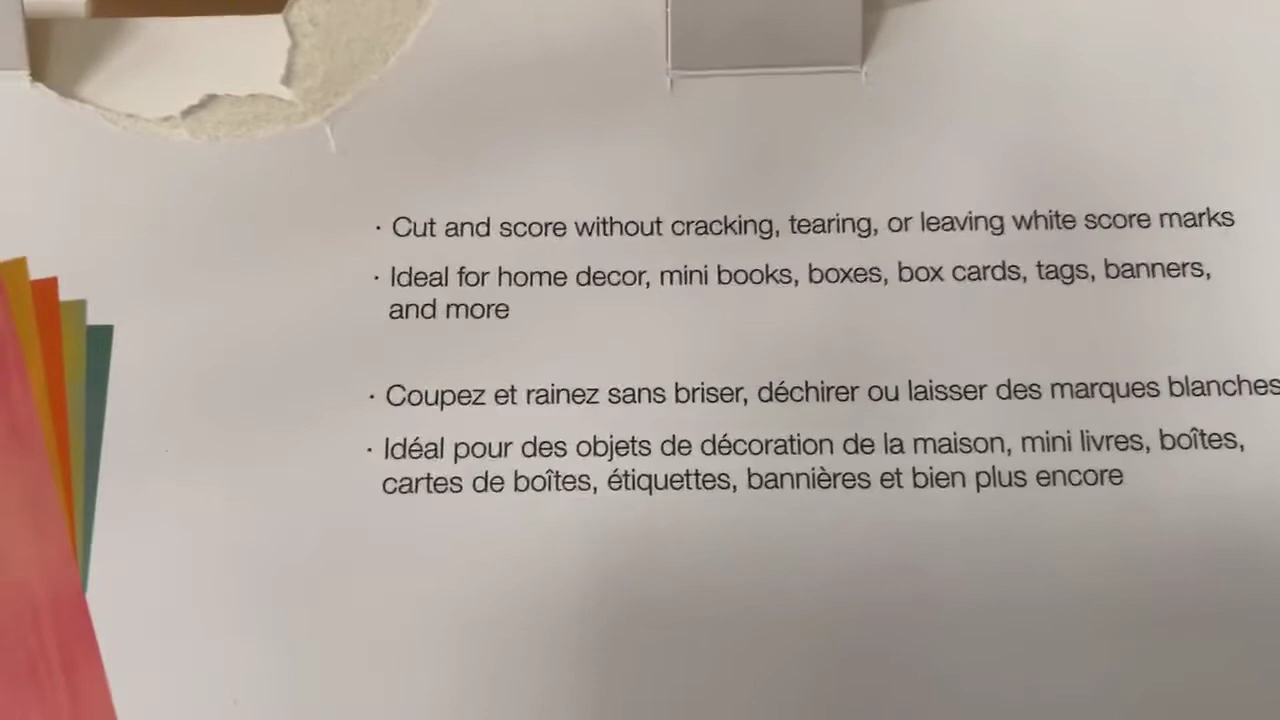 · Cut and score without cracking, tearing, or leaving white score marks
· Ideal for home decor, mini books, boxes, box cards, tags, banners,
and more
· Coupez et rainez sans briser, déchirer ou laisser des marques blanches
· Idéal pour des objets de décoration de la maison, mini livres, boîtes,
cartes de boîtes, étiquettes, bannières et bien plus encore